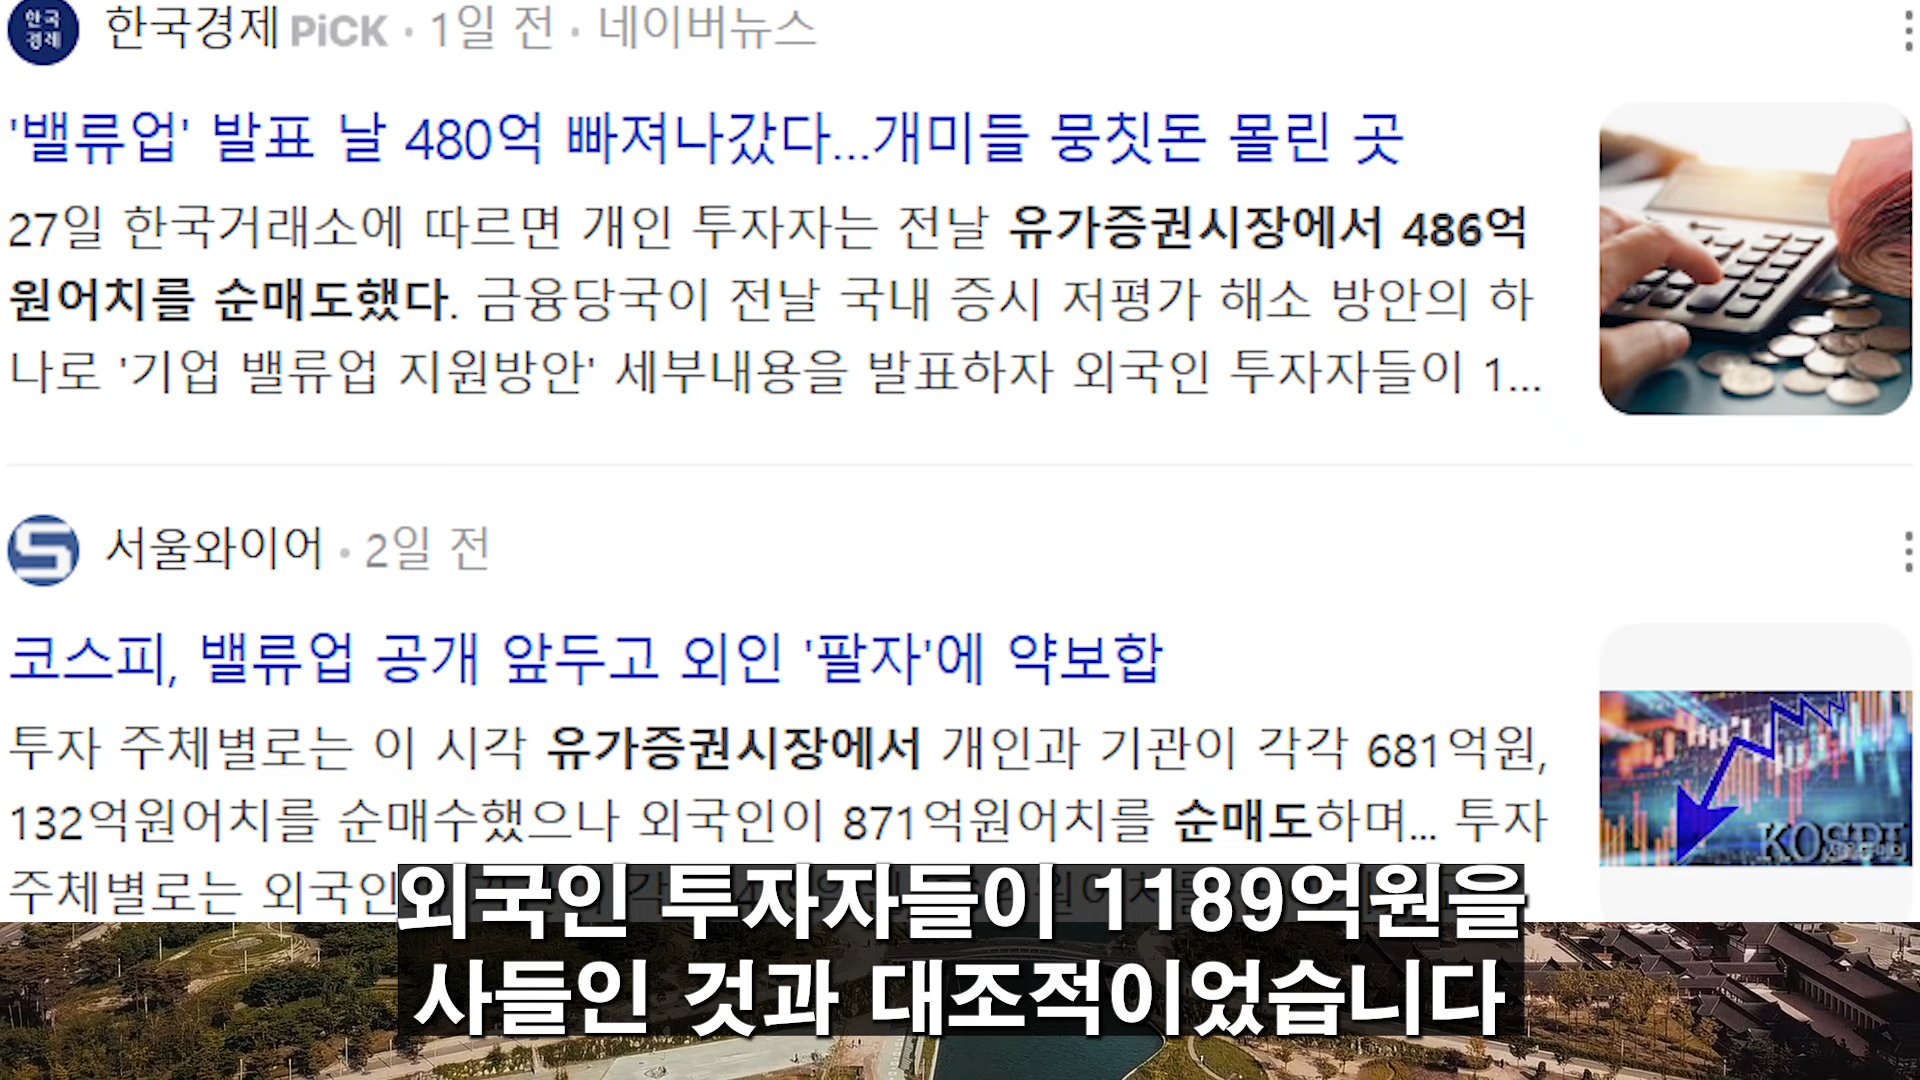 한국
경제
한국경제 PiCK · 1일 전 · 네이버뉴스
'밸류업' 발표 날 480억 빠져나갔다...개미들 뭉칫돈 몰린 곳
27일 한국거래소에 따르면 개인 투자자는 전날 유가증권시장에서 486억
원어치를 순매도했다. 금융당국이 전날 국내 증시 저평가 해소 방안의 하
나로 '기업 밸류업 지원방안' 세부내용을 발표하자 외국인 투자자들이 1...
S
서울와이어 · 2일 전
코스피, 밸류업 공개 앞두고 외인 '팔자'에 약보합
투자 주체별로는 이 시각 유가증권시장에서 개인과 기관이 각각 681억원,
132억원어치를 순매수했으나 외국인이 871억원어치를 순매도하며... 투자
주체별로는 외국인
KOSPI
외국인 투자자들이 1189억원을
사들인 것과 대조적이었습니다